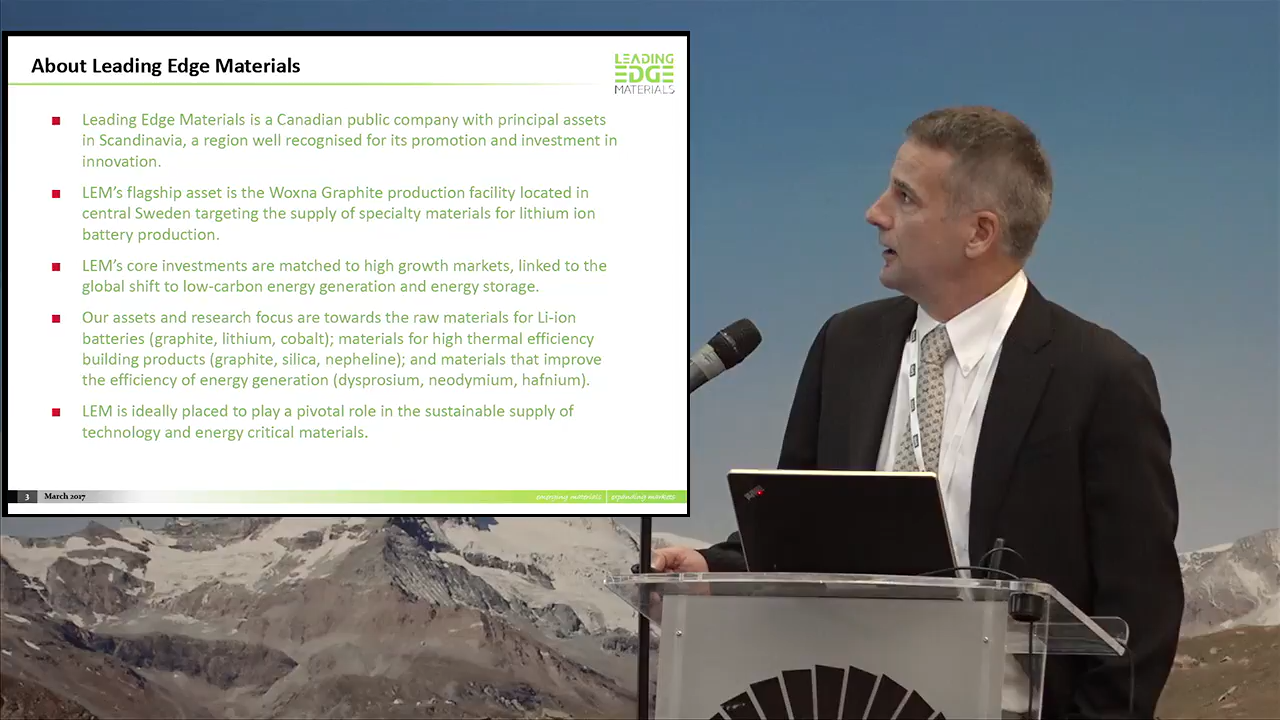 About Leading Edge Materials
LEADING
EDGE
MATERIALS
Leading Edge Materials is a Canadian public company with principal assets
in Scandinavia, a region well recognised for its promotion and investment in
innovation.
LEM's flagship asset is the Woxna Graphite production facility located in
central Sweden targeting the supply of specialty materials for lithium ion
battery production.
LEM's core investments are matched to high growth markets, linked to the
global shift to low-carbon energy generation and energy storage.
Our assets and research focus are towards the raw materials for Li-ion
batteries (graphite, lithium, cobalt); materials for high thermal efficiency
building products (graphite, silica, nepheline); and materials that improve
the efficiency of energy generation (dysprosium, neodymium, hafnium).
LEM is ideally placed to play a pivotal role in the sustainable supply of
technology and energy critical materials.
3 March 2017
emerging materials | expanding markets